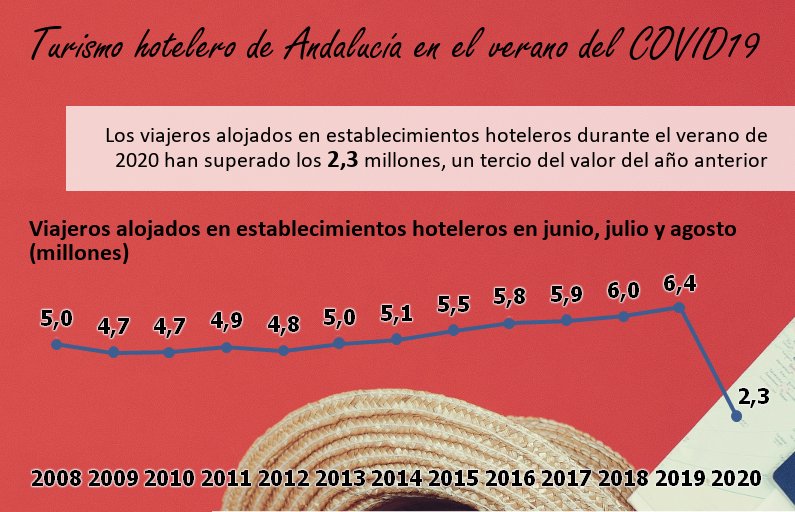 Turismo hotelero de Andalucía en el verano del COVID19
Los viajeros alojados en establecimientos hoteleros durante el verano de
2020 han superado los 2,3 millones, un tercio del valor del año anterior
Viajeros alojados en establecimientos hoteleros en junio, julio y agosto
(millones)
5,0 4,7 4,7 4,9 4,8 5,0 5,1 5,5 5,8 5,9 6,0 6,4 2,3
2008 2009 2010 2011 2012 2013 2014 2015 2016 2017 2018 2019 2020